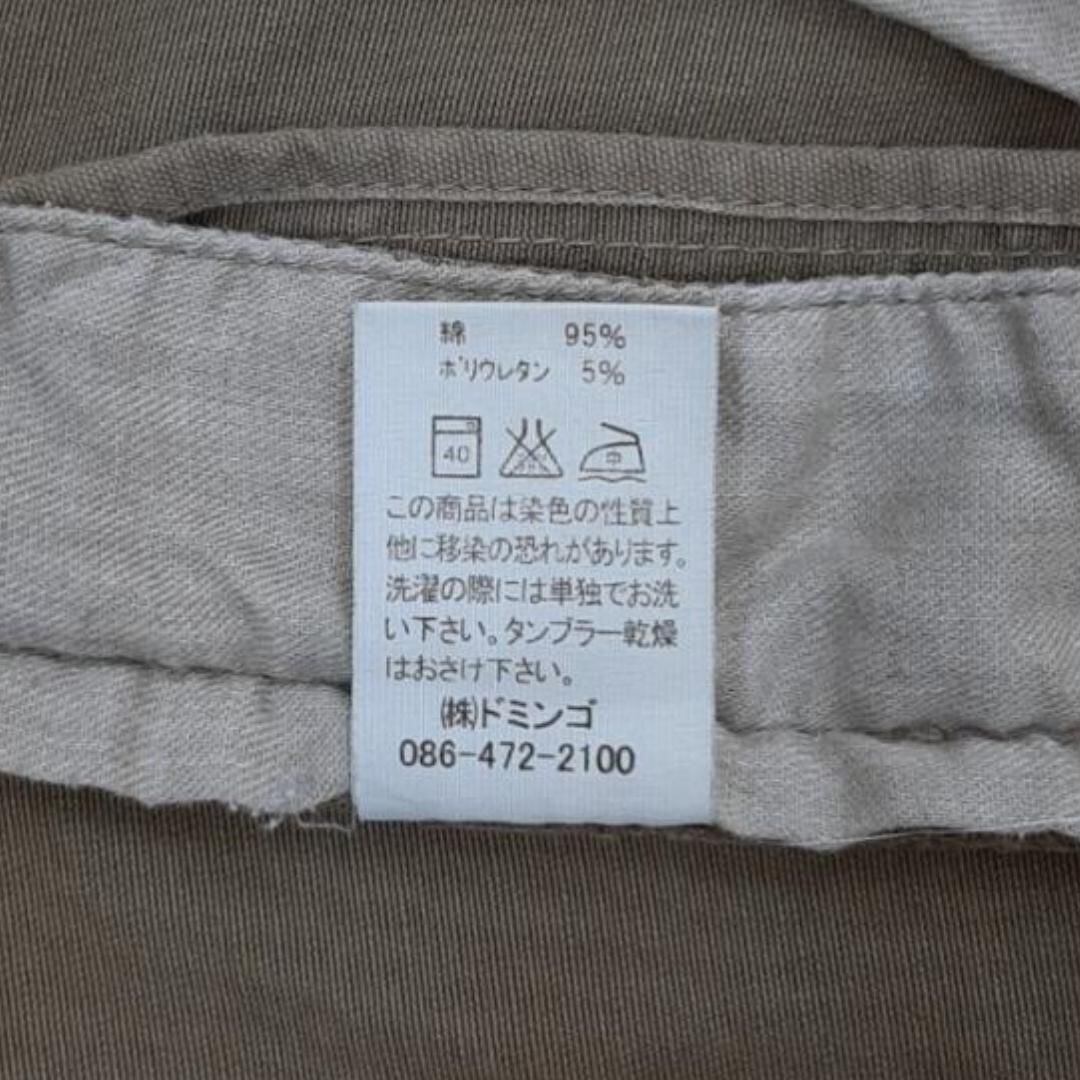 綿 95%
ポリウレタン 5%
40 中
この商品は染色の性質上
他に移染の恐れがあります。
洗濯の際には単独でお洗
い下さい。タンブラー乾燥
はおさけ下さい。
(株)ドミンゴ
086-472-2100